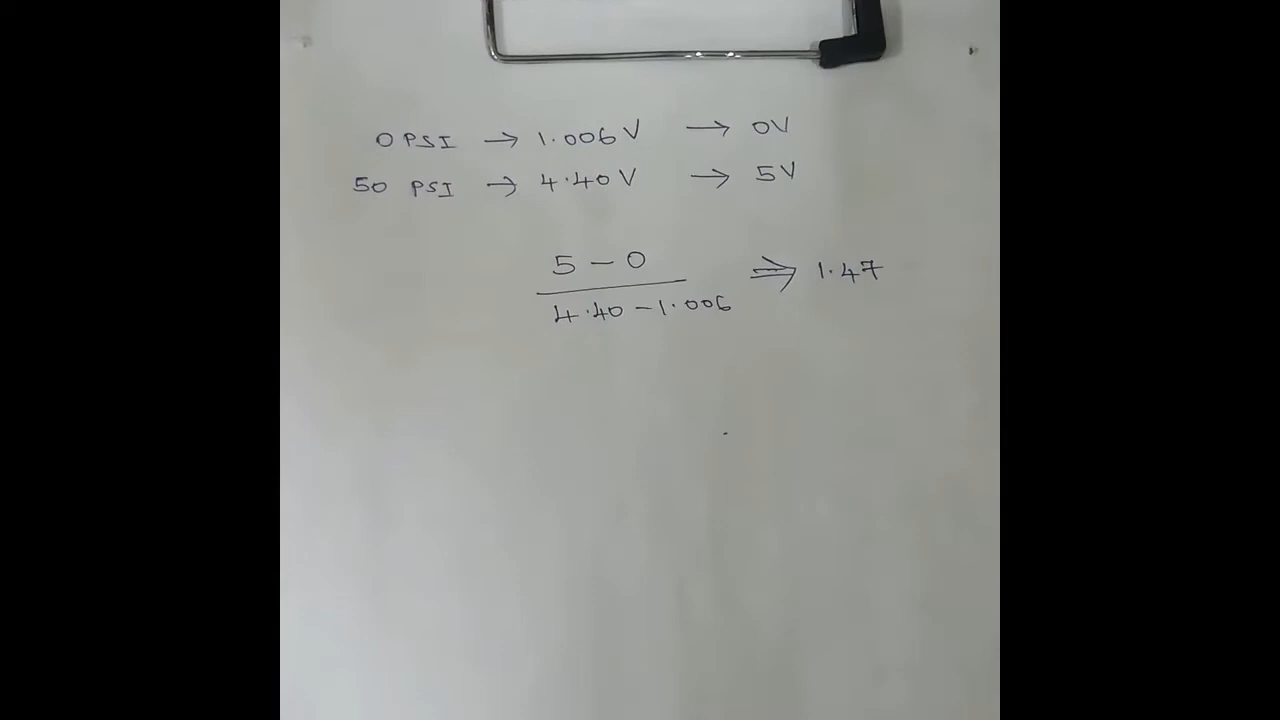 0 PSI → 1.006 V → 0V
50 PSI → 4.40 V → 5V
5 - 0 ⇒ 1.47
4.40 - 1.006